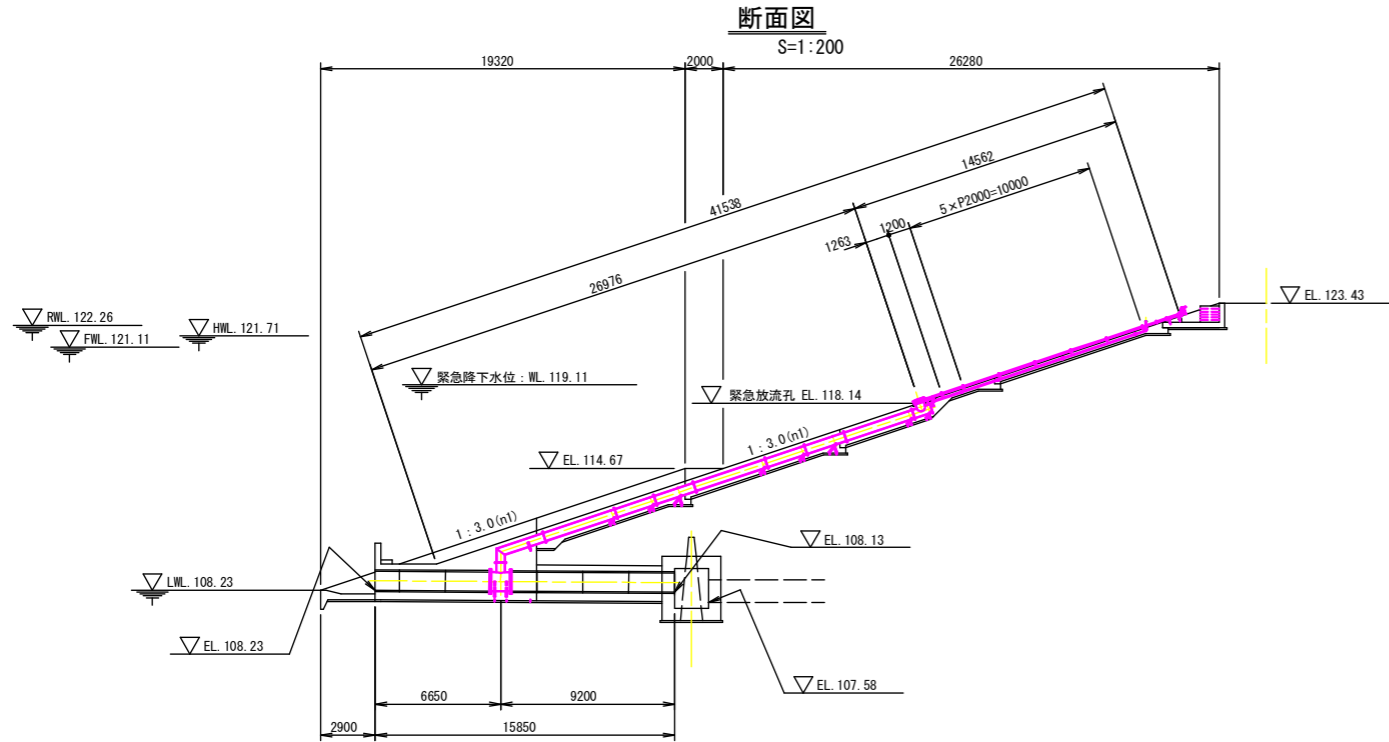 断面図
S=1:200
19320
2000
26280
14562
5×P2000=10000
41538
1200
1263
26976
RWL. 122.26
HWL. 121.71
FWL. 121.11
EL. 123.43
緊急降下水位：WL. 119.11
緊急放流孔 EL. 118.14
1：3.0(n1)
EL. 114.67
1：3.0(n1)
EL. 108.13
LWL. 108.23
EL. 108.23
EL. 107.58
6650
9200
2900
15850